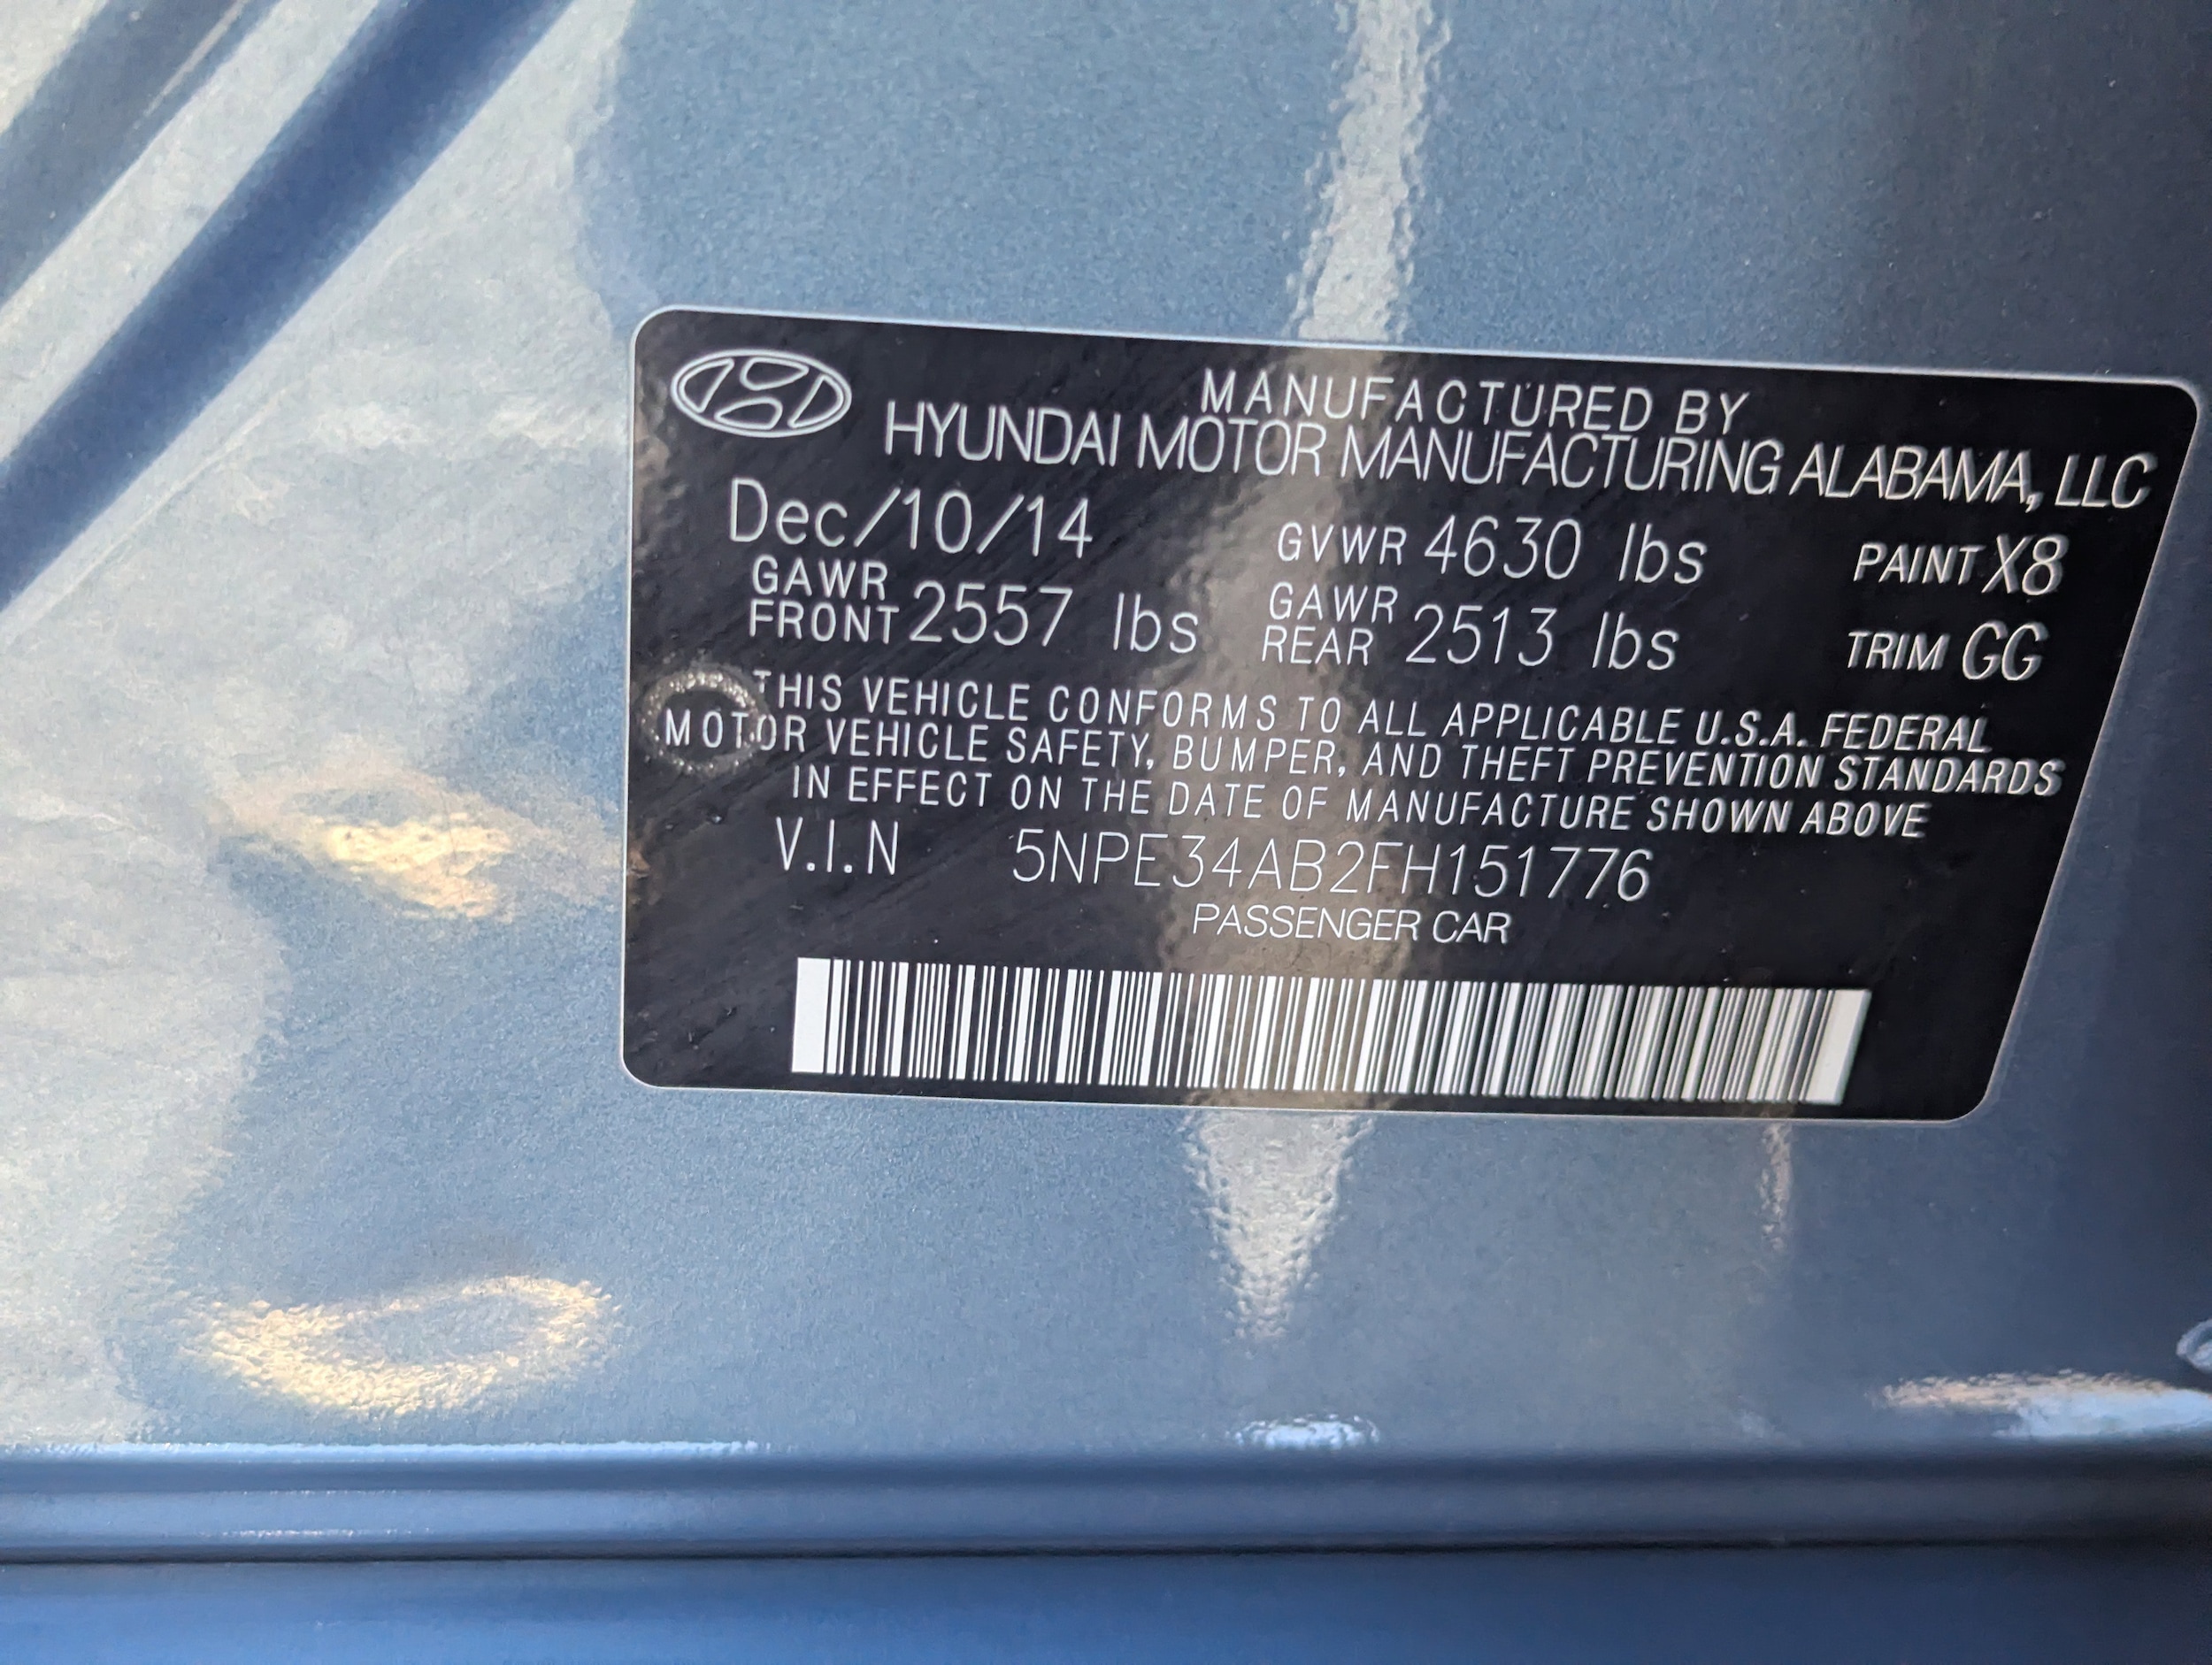 MANUFACTURED BY
HYUNDAI MOTOR MANUFACTURING ALABAMA, LLC
Dec/10/14 GVWR 4630 lbs PAINT X8
GAWR FRONT 2557 lbs GAWR REAR 2513 lbs TRIM GG
THIS VEHICLE CONFORMS TO ALL APPLICABLE U.S.A. FEDERAL
MOTOR VEHICLE SAFETY, BUMPER, AND THEFT PREVENTION STANDARDS
IN EFFECT ON THE DATE OF MANUFACTURE SHOWN ABOVE
V.I.N 5NPE34AB2FH151776
PASSENGER CAR